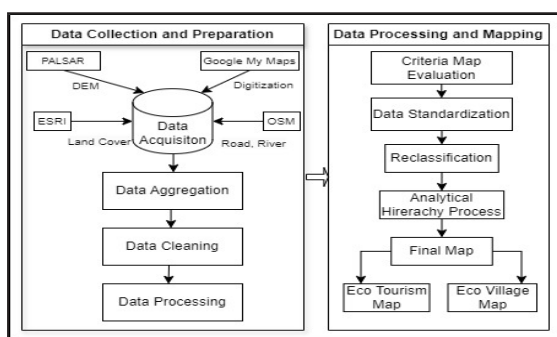 Data Collection and Preparation
PALSAR
Google My Maps
DEM
Digitization
ESRI
Data
Acquisiton
OSM
Land Cover
Road, River
Data Aggregation
Data Cleaning
Data Processing
Data Processing and Mapping
Criteria Map
Evaluation
Data Standardization
Reclassification
Analytical
Hirerachy Process
Final Map
Eco Tourism
Map
Eco Village
Map